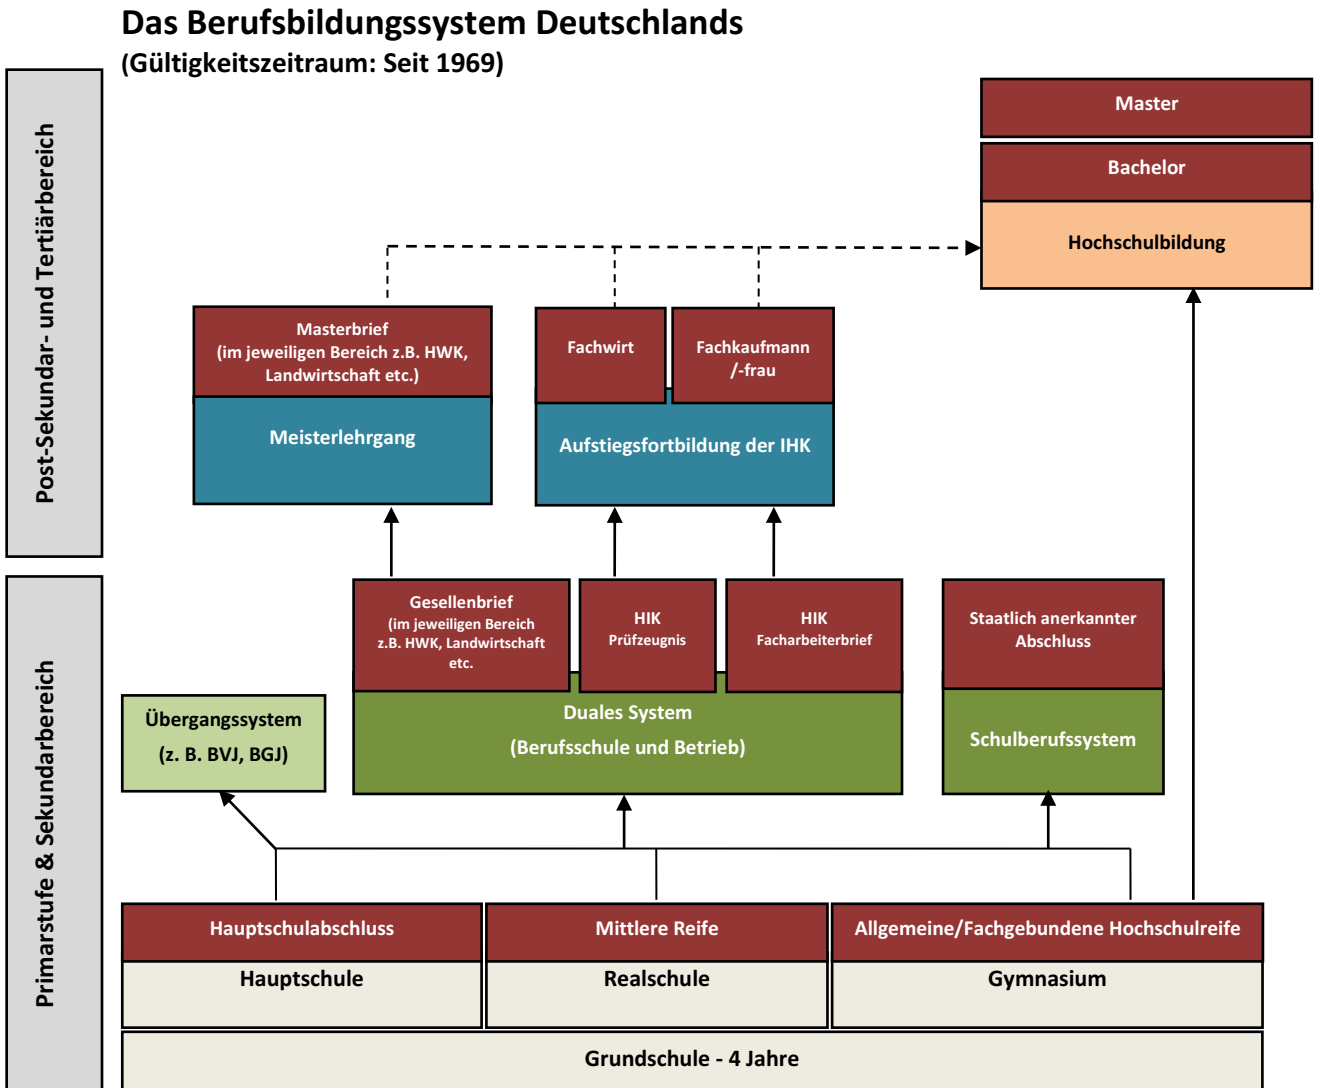 Das Berufsbildungssystem Deutschlands
(Gültigkeitszeitraum: Seit 1969)
Post-Sekundar- und Tertiärbereich
Master
Bachelor
Hochschulbildung
Masterbrief
(im jeweiligen Bereich z.B. HWK,
Landwirtschaft etc.)
Meisterlehrgang
Fachwirt
Fachkaufmann
/-frau
Aufstiegsfortbildung der IHK
Primarstufe & Sekundarbereich
Gesellenbrief
(im jeweiligen Bereich
z.B. HWK, Landwirtschaft
etc.
HIK
Prüfzeugnis
HIK
Facharbeiterbrief
Duales System
(Berufsschule und Betrieb)
Staatlich anerkannter
Abschluss
Schulberufssystem
Übergangssystem
(z. B. BVJ, BGJ)
Hauptschulabschluss
Mittlere Reife
Allgemeine/Fachgebundene Hochschulreife
Hauptschule
Realschule
Gymnasium
Grundschule - 4 Jahre